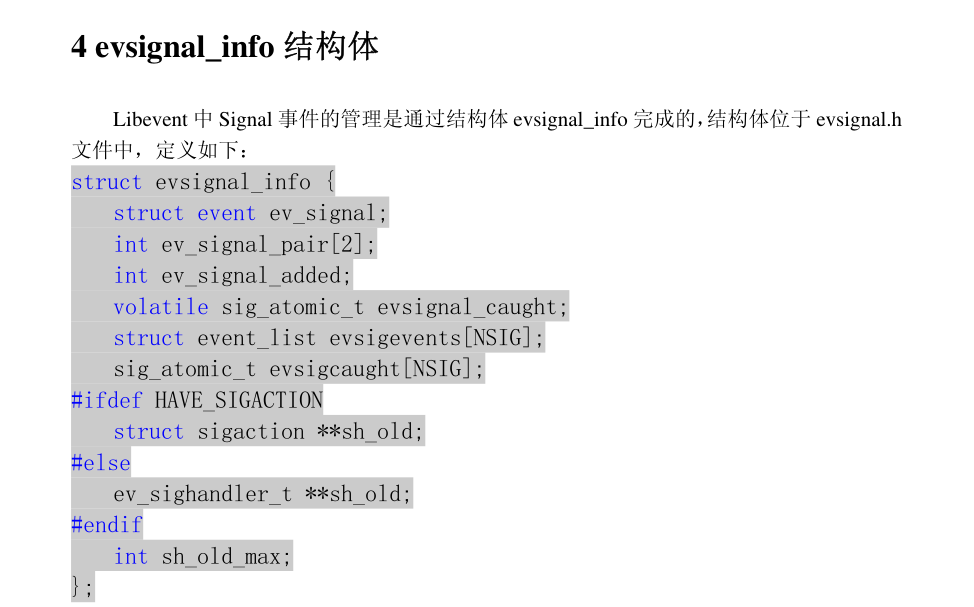 4 evsignal_info 结构体
Libevent 中 Signal 事件的管理是通过结构体 evsignal_info 完成的，结构体位于 evsignal.h
文件中，定义如下：
struct evsignal_info {
    struct event ev_signal;
    int ev_signal_pair[2];
    int ev_signal_added;
    volatile sig_atomic_t evsignal_caught;
    struct event_list evsigevents[NSIG];
    sig_atomic_t evsigcaught[NSIG];
#ifdef HAVE_SIGACTION
    struct sigaction **sh_old;
#else
    ev_sighandler_t **sh_old;
#endif
    int sh_old_max;
};